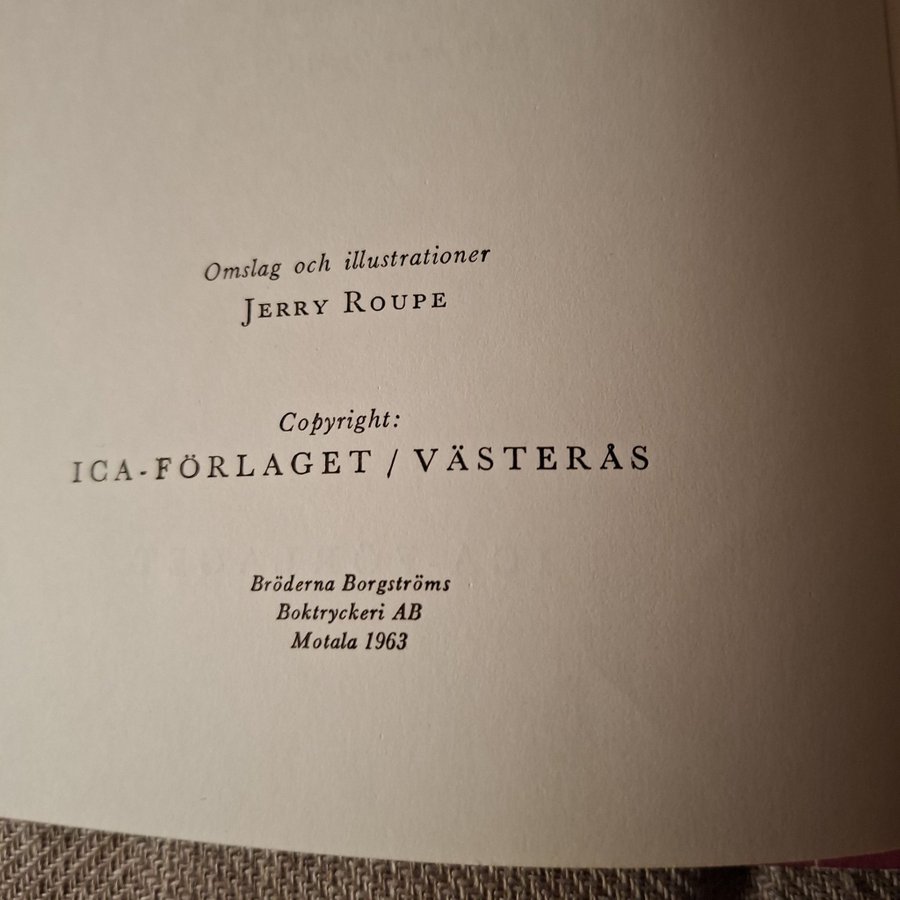 Omslag och illustrationer
JERRY ROUPE
Copyright:
ICA-FÖRLAGET / VÄSTERÅS
Bröderna Borgströms
Boktryckeri AB
Motala 1963